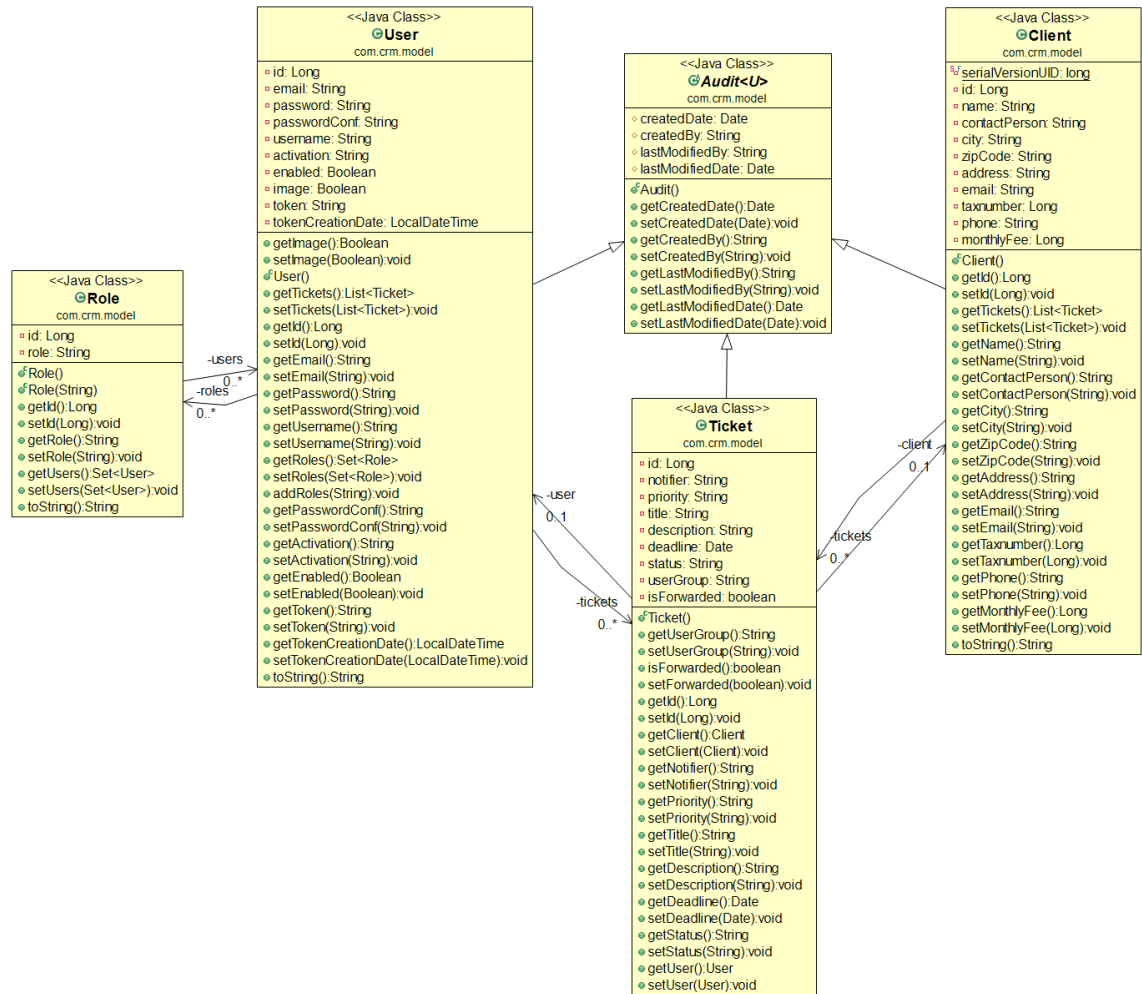 <<Java Class>>
Role
com.crm.model
id: Long
role: String
Role()
Role(String)
getId():Long
setId(Long):void
getRole():String
setRole(String):void
getUsers():Set<User>
setUsers(Set<User>):void
toString():String
-users
0..*
-roles
0..*
<<Java Class>>
User
com.crm.model
id: Long
email: String
password: String
passwordConf: String
username: String
activation: String
enabled: Boolean
image: Boolean
token: String
tokenCreationDate: LocalDateTime
getImage():Boolean
setImage(Boolean):void
User()
getTickets():List<Ticket>
setTickets(List<Ticket>):void
getId():Long
setId(Long):void
getEmail():String
setEmail(String):void
getPassword():String
setPassword(String):void
getUsername():String
setUsername(String):void
getRoles():Set<Role>
setRoles(Set<Role>):void
addRoles(String):void
getPasswordConf():String
setPasswordConf(String):void
getActivation():String
setActivation(String):void
getEnabled():Boolean
setEnabled(Boolean):void
getToken():String
setToken(String):void
getTokenCreationDate():LocalDateTime
setTokenCreationDate(LocalDateTime):void
toString():String
-user
0..1
-tickets
0..*
<<Java Class>>
Audit<U>
com.crm.model
createdDate: Date
createdBy: String
lastModifiedBy: String
lastModifiedDate: Date
Audit()
getCreatedDate():Date
setCreatedDate(Date):void
getCreatedBy():String
setCreatedBy(String):void
getLastModifiedBy():String
setLastModifiedBy(String):void
getLastModifiedDate():Date
setLastModifiedDate(Date):void
<<Java Class>>
Ticket
com.crm.model
id: Long
notifier: String
priority: String
title: String
description: String
deadline: Date
status: String
userGroup: String
isForwarded: boolean
Ticket()
getUserGroup():String
setUserGroup(String):void
isForwarded():boolean
setForwarded(boolean):void
getId():Long
setId(Long):void
getClient():Client
setClient(Client):void
getNotifier():String
setNotifier(String):void
getPriority():String
setPriority(String):void
getTitle():String
setTitle(String):void
getDescription():String
setDescription(String):void
getDeadline():Date
setDeadline(Date):void
getStatus():String
setStatus(String):void
getUser():User
setUser(User):void
-client
0..1
-tickets
0..*
<<Java Class>>
Client
com.crm.model
serialVersionUID: long
id: Long
name: String
contactPerson: String
city: String
zipCode: String
address: String
email: String
taxnumber: Long
phone: String
monthlyFee: Long
Client()
getId():Long
setId(Long):void
getTickets():List<Ticket>
setTickets(List<Ticket>):void
getName():String
setName(String):void
getContactPerson():String
setContactPerson(String):void
getCity():String
setCity(String):void
getZipCode():String
setZipCode(String):void
getAddress():String
setAddress(String):void
getEmail():String
setEmail(String):void
getTaxnumber():Long
setTaxnumber(Long):void
getPhone():String
setPhone(String):void
getMonthlyFee():Long
setMonthlyFee(Long):void
toString():String